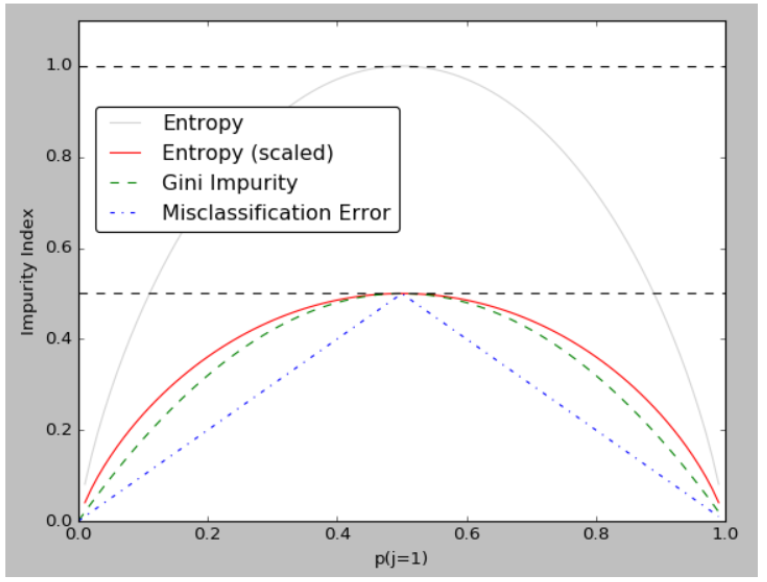 1.0
Entropy
Entropy (scaled)
Gini Impurity
Misclassification Error
0.8
0.6
0.4
0.2
0.0
Impurity Index
0.0 0.2 0.4 0.6 0.8 1.0
p(j=1)